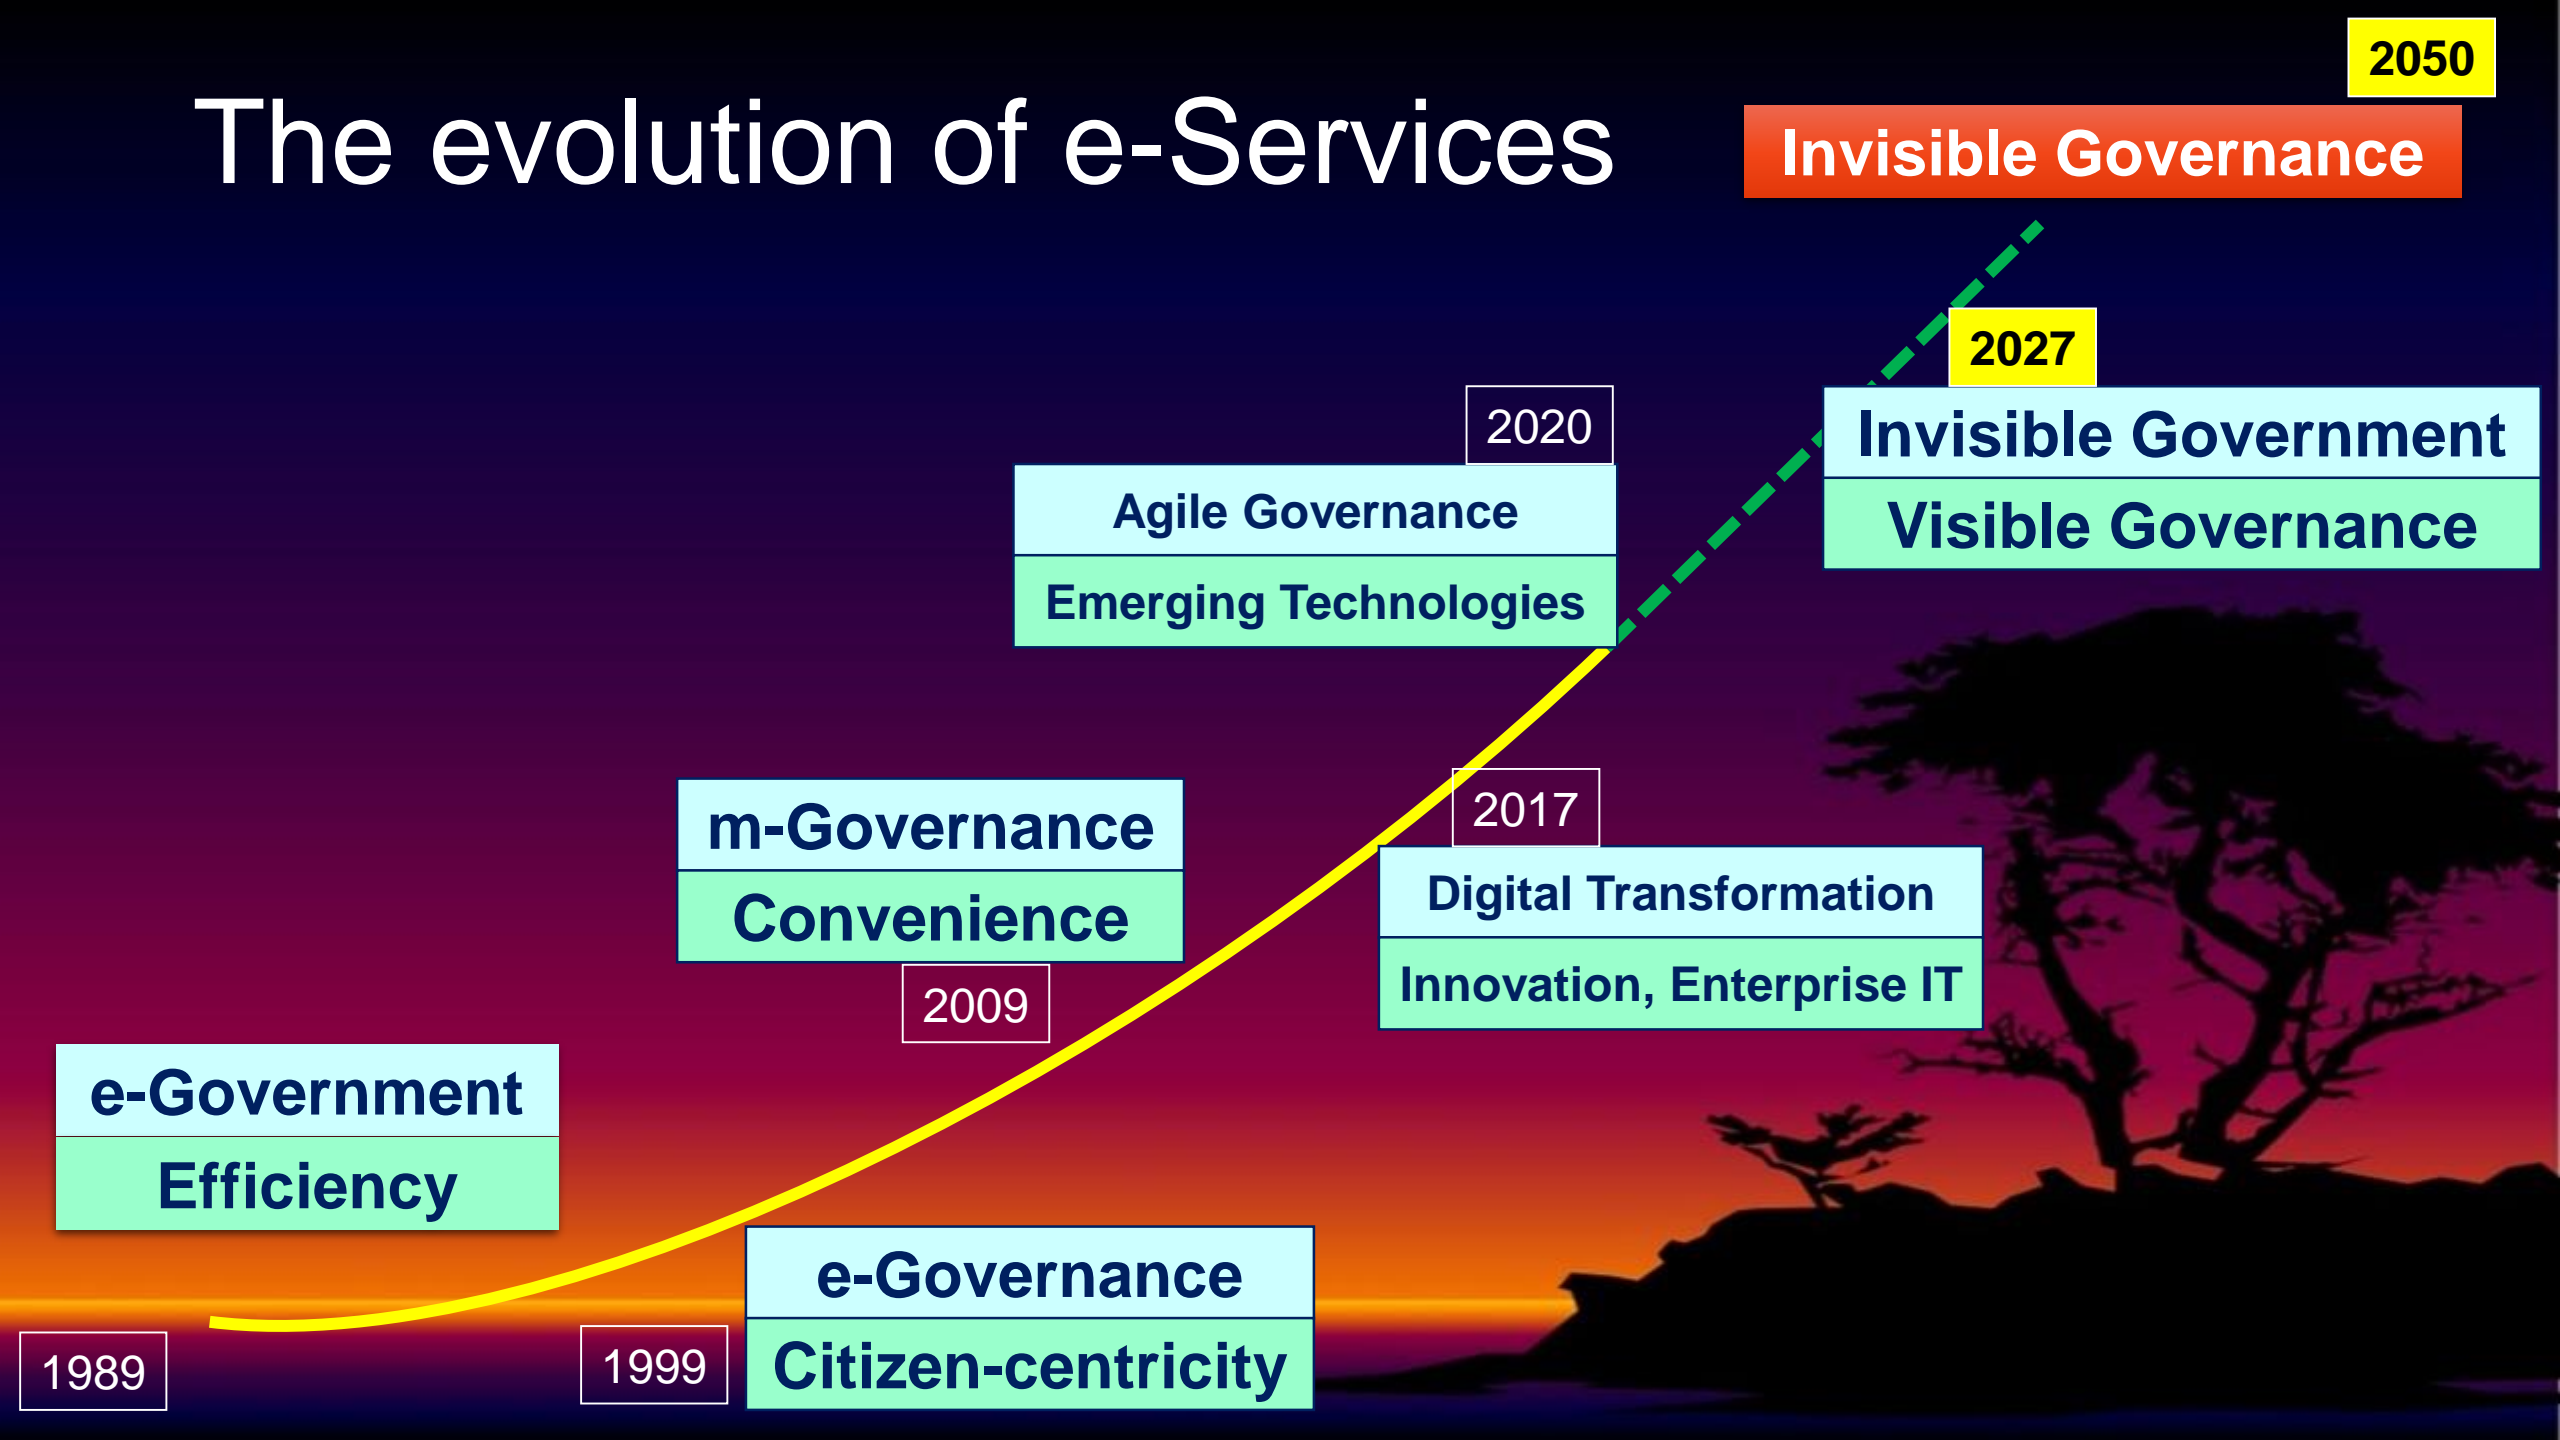 2050
The evolution of e-Services
Invisible Governance
2027
Invisible Government
Visible Governance
2020
Agile Governance
Emerging Technologies
m-Governance
Convenience
2009
2017
Digital Transformation
Innovation, Enterprise IT
e-Government
Efficiency
1989
1999
e-Governance
Citizen-centricity